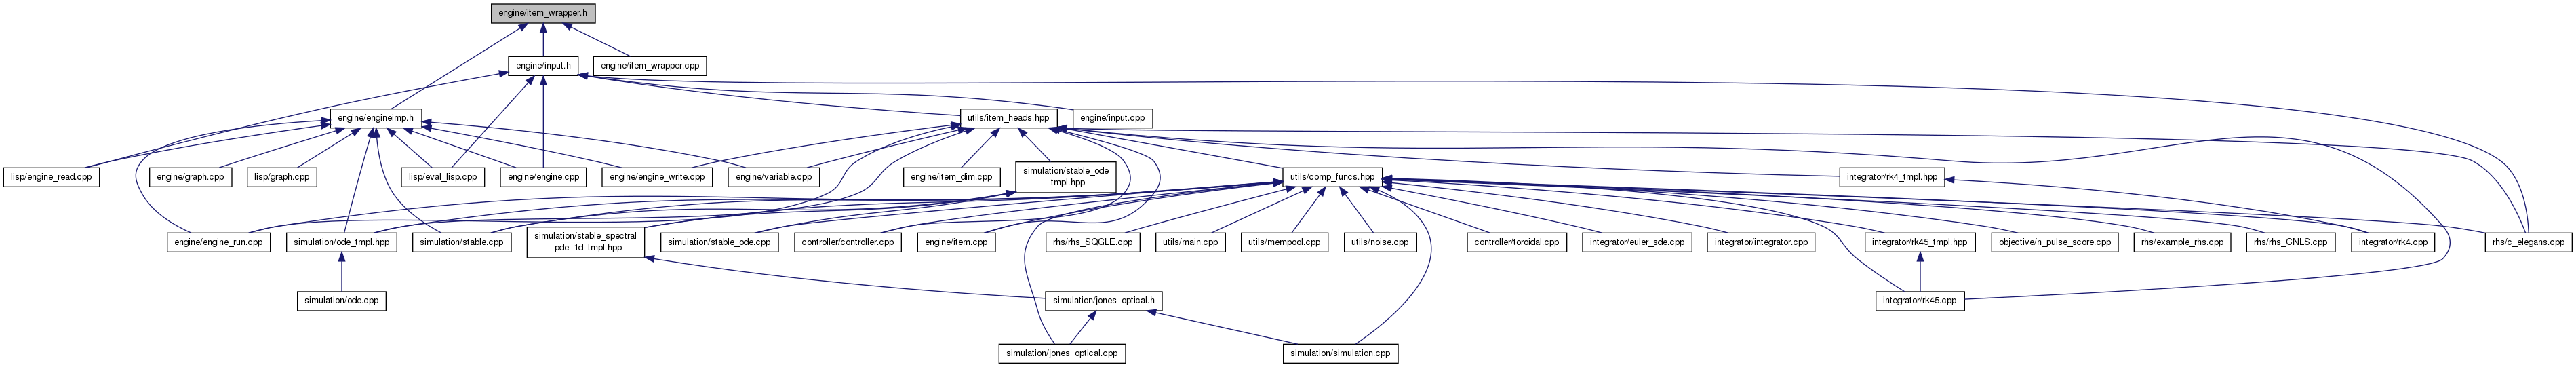 engine/item_wrapper.h
engine/input.h
engine/item_wrapper.cpp
engine/engineimp.h
utils/item_heads.hpp
engine/input.cpp
lisp/engine_read.cpp
engine/graph.cpp
lisp/graph.cpp
lisp/eval_lisp.cpp
engine/engine.cpp
engine/engine_write.cpp
engine/variable.cpp
engine/item_dim.cpp
simulation/stable_ode
_tmpl.hpp
utils/comp_funcs.hpp
integrator/rk4_tmpl.hpp
engine/engine_run.cpp
simulation/ode_tmpl.hpp
simulation/stable.cpp
simulation/stable_spectral
_pde_td_tmpl.hpp
simulation/stable_ode.cpp
controller/controller.cpp
engine/item.cpp
rhs/rhs_SQGLE.cpp
utils/main.cpp
utils/mempool.cpp
utils/noise.cpp
controller/toroidal.cpp
integrator/euler_sde.cpp
integrator/integrator.cpp
integrator/rk45_tmpl.hpp
objective/n_pulse_score.cpp
rhs/example_rhs.cpp
rhs/rhs_CNLS.cpp
integrator/rk4.cpp
rhs/c_elegans.cpp
simulation/ode.cpp
simulation/jones_optical.h
integrator/rk45.cpp
simulation/jones_optical.cpp
simulation/simulation.cpp